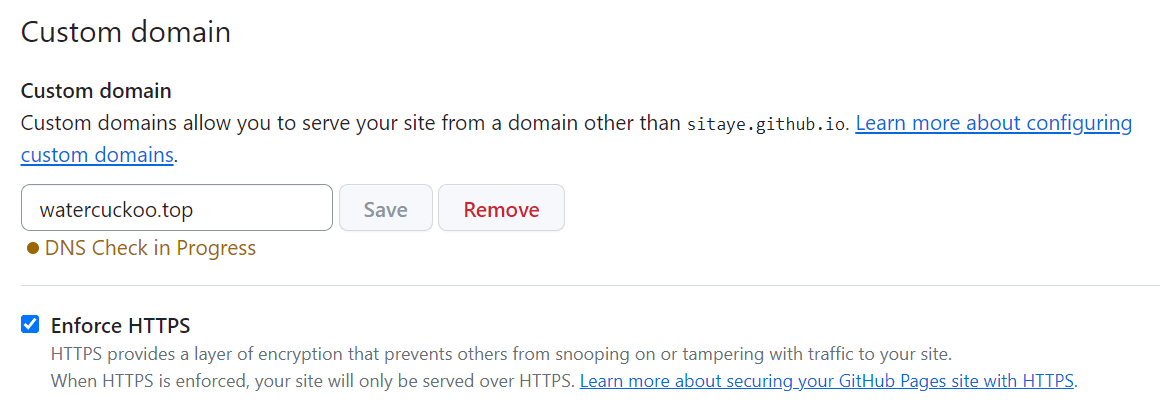 Custom domain
Custom domain
Custom domains allow you to serve your site from a domain other than sitaye.github.io. Learn more about configuring
custom domains.
watercuckoo.top Save Remove
DNS Check in Progress
Enforce HTTPS
HTTPS provides a layer of encryption that prevents others from snooping on or tampering with traffic to your site.
When HTTPS is enforced, your site will only be served over HTTPS. Learn more about securing your GitHub Pages site with HTTPS.